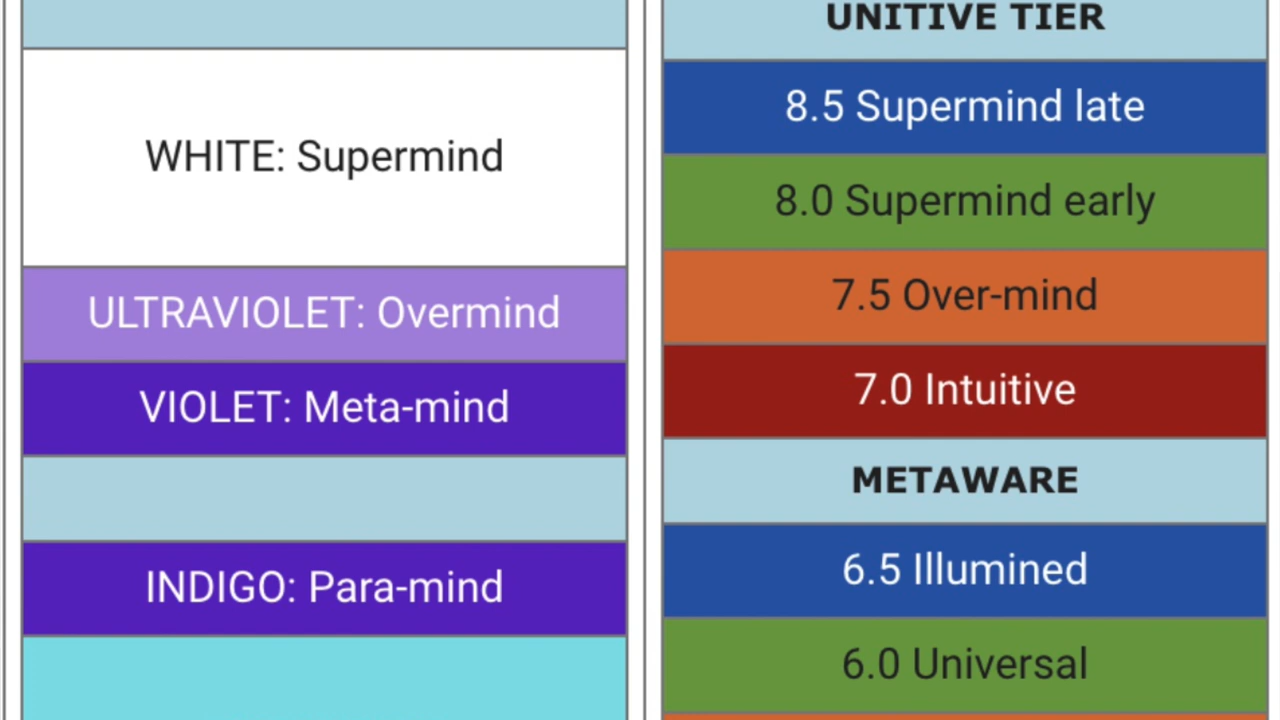 WHITE: Supermind
ULTRAVIOLET: Overmind
VIOLET: Meta-mind
INDIGO: Para-mind
UNITIVE TIER
8.5 Supermind late
8.0 Supermind early
7.5 Over-mind
7.0 Intuitive
METAWARE
6.5 Illumined
6.0 Universal